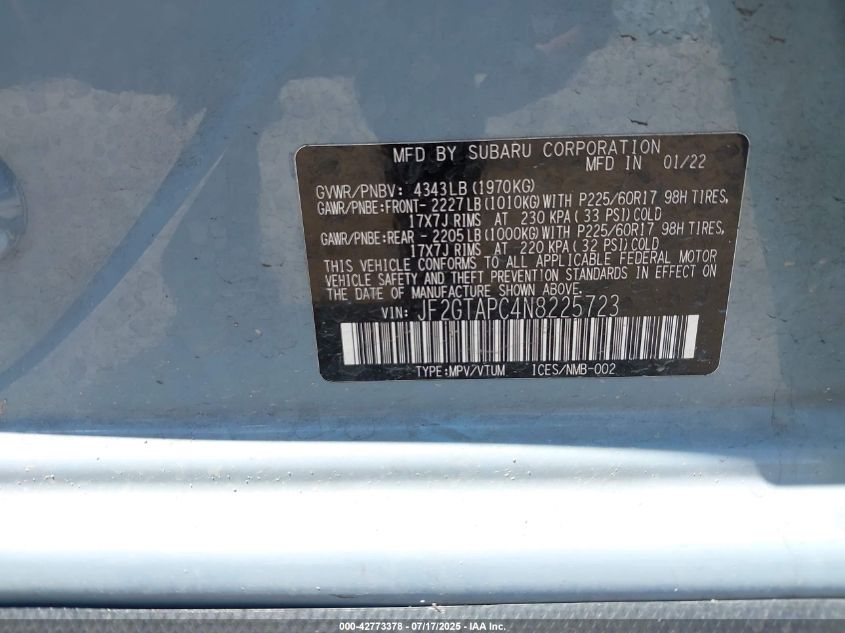 MFD BY SUBARU CORPORATION
MFD IN 01/22
GVWR/PNBV: 4343LB(1970KG)
GAWR/PNBE:FRONT- 2227LB(1010KG)WITH P225/60R17 98H TIRES,
17X7J RIMS AT 230 KPA(33 PSI)COLD
GAWR/PNBE:REAR - 2205LB(1000KG)WITH P225/60R17 98H TIRES,
17X7J RIMS AT 220 KPA(32 PSI)COLD
THIS VEHICLE CONFORMS TO ALL APPLICABLE FEDERAL MOTOR
VEHICLE SAFETY AND THEFT PREVENTION STANDARDS IN EFFECT ON
THE DATE OF MANUFACTURE SHOWN ABOVE.
VIN: JF2GTAPC4N8225723
TYPE:MPV/VTUM ICES/NMB-002
000-42773378 - 07/17/2025 - IAA Inc.